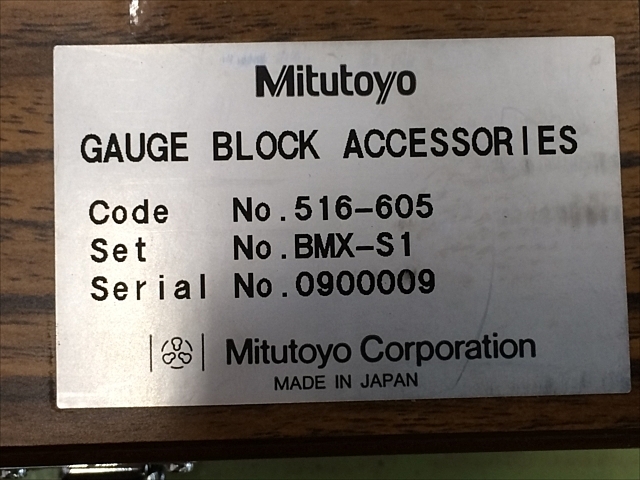 Mitutoyo
GAUGE BLOCK ACCESSORIES
Code No.516-605
Set No.BMX-S1
Serial No.0900009
Mitutoyo Corporation
MADE IN JAPAN